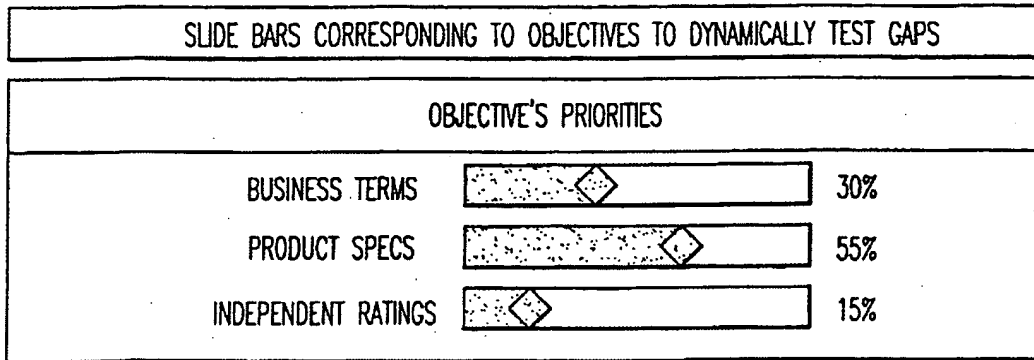 SLIDE BARS CORRESPONDING TO OBJECTIVES TO DYNAMICALLY TEST GAPS
OBJECTIVE'S PRIORITIES
BUSINESS TERMS 30%
PRODUCT SPECS 55%
INDEPENDENT RATINGS 15%